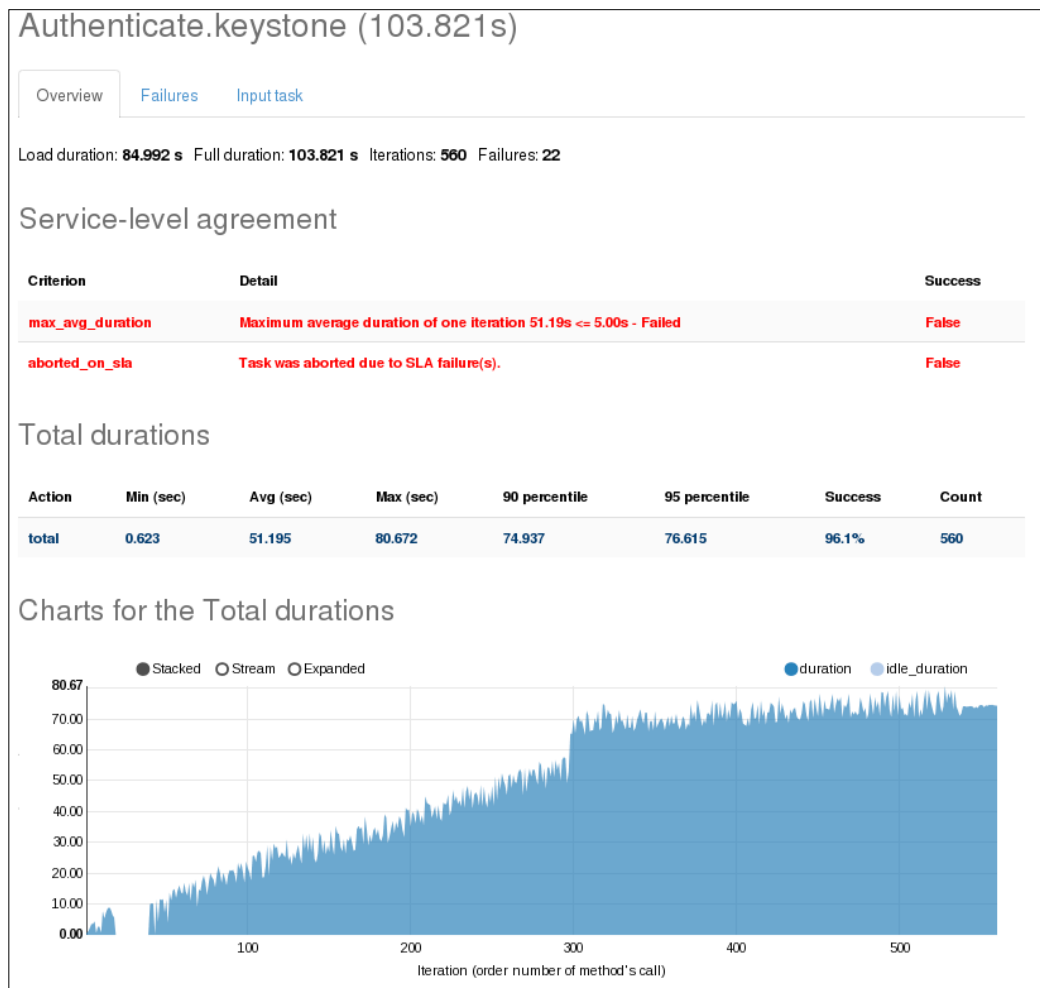 Authenticate.keystone (103.821s)
Overview Failures Input task
Load duration: 84.992 s Full duration: 103.821 s Iterations: 560 Failures: 22
Service-level agreement
Criterion Detail Success
max_avg_duration Maximum average duration of one iteration 51.19s <= 5.00s - Failed False
aborted_on_sla Task was aborted due to SLA failure(s). False
Total durations
Action Min (sec) Avg (sec) Max (sec) 90 percentile 95 percentile Success Count
total 0.623 51.195 80.672 74.937 76.615 96.1% 560
Charts for the Total durations
Stacked Stream Expanded duration idle_duration
80.67
70.00
60.00
50.00
40.00
30.00
20.00
10.00
0.00
100 200 300 400 500
Iteration (order number of method's call)